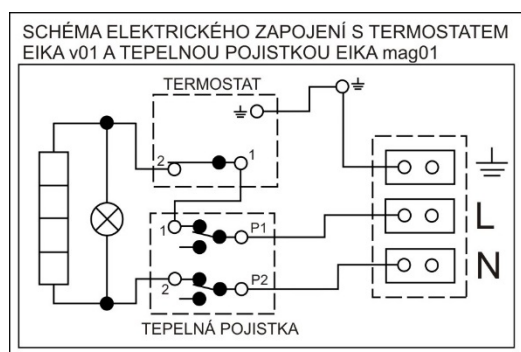 SCHÉMA ELEKTRICKÉHO ZAPOJENÍ S TERMOSTATEM
EIKA v01 A TEPELNOU POJISTKOU EIKA mag01
TERMOSTAT
2 1
1 P1
L
2 P2
N
TEPELNÁ POJISTKA